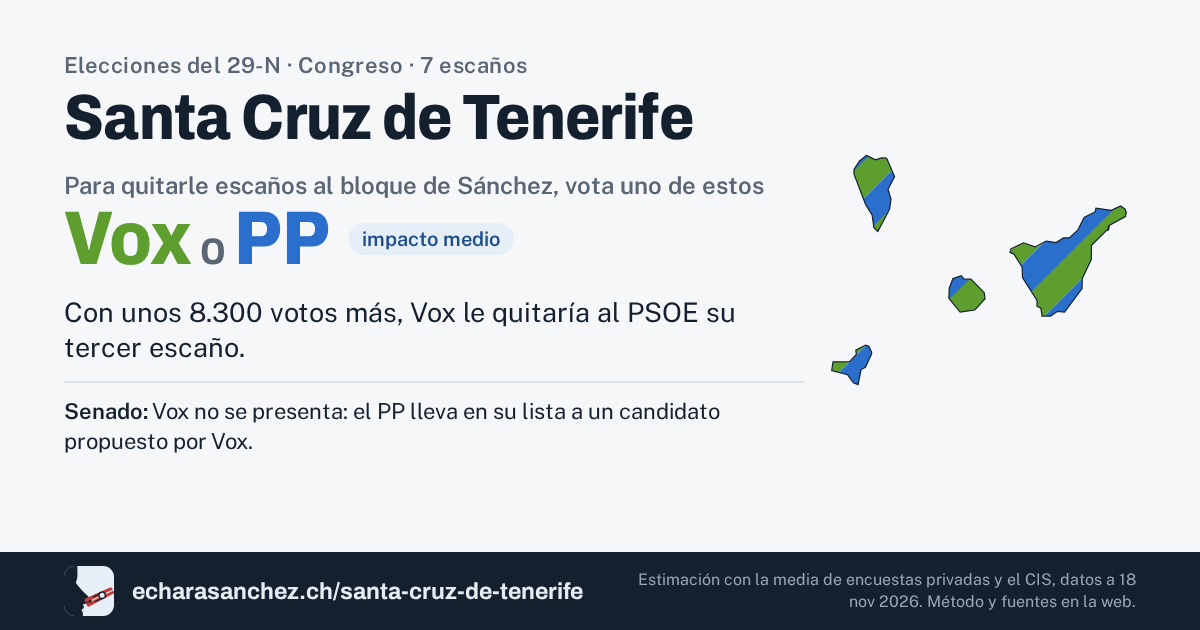 Elecciones del 29-N · Congreso · 7 escaños
Santa Cruz de Tenerife
Para quitarle escaños al bloque de Sánchez, vota uno de estos
Vox o PP impacto medio
Con unos 8.300 votos más, Vox le quitaría al PSOE su
tercer escaño.
Senado: Vox no se presenta: el PP lleva en su lista a un candidato
propuesto por Vox.
echarasanchez.ch/santa-cruz-de-tenerife
Estimación con la media de encuestas privadas y el CIS, datos a 18
nov 2026. Método y fuentes en la web.